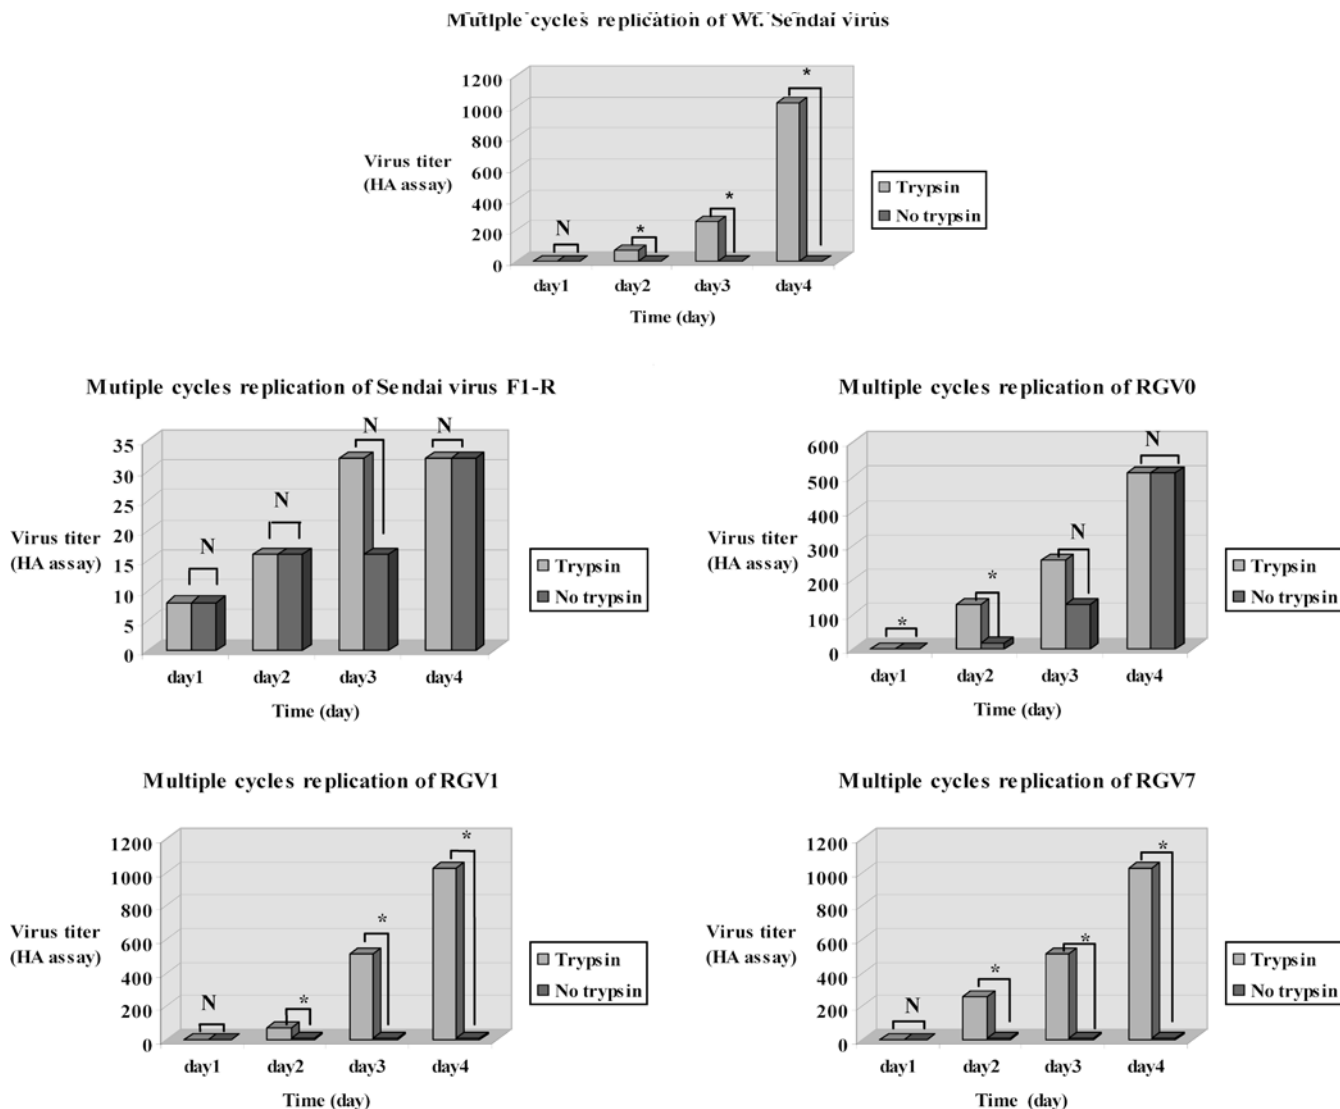 Mutiple cycles replication of Wt. Sendai virus
1200
1000
800
600
400
200
0
Virus titer
(HA assay)
N
*
*
*
day1 day2 day3 day4
Time (day)
Trypsin
No trypsin
Mutiple cycles replication of Sendai virus F1-R
35
30
25
20
15
10
5
0
Virus titer
(HA assay)
N
N
N
N
day1 day2 day3 day4
Time (day)
Trypsin
No trypsin
Multiple cycles replication of RGV0
600
500
400
300
200
100
0
Virus titer
(HA assay)
*
*
N
N
day1 day2 day3 day4
Time (day)
Trypsin
No trypsin
Multiple cycles replication of RGV1
1200
1000
800
600
400
200
0
Virus titer
(HA assay)
N
*
*
*
day1 day2 day3 day4
Time (day)
Trypsin
No trypsin
Multiple cycles replication of RGV7
1200
1000
800
600
400
200
0
Virus titer
(HA assay)
N
*
*
*
day1 day2 day3 day4
Time (day)
Trypsin
No trypsin